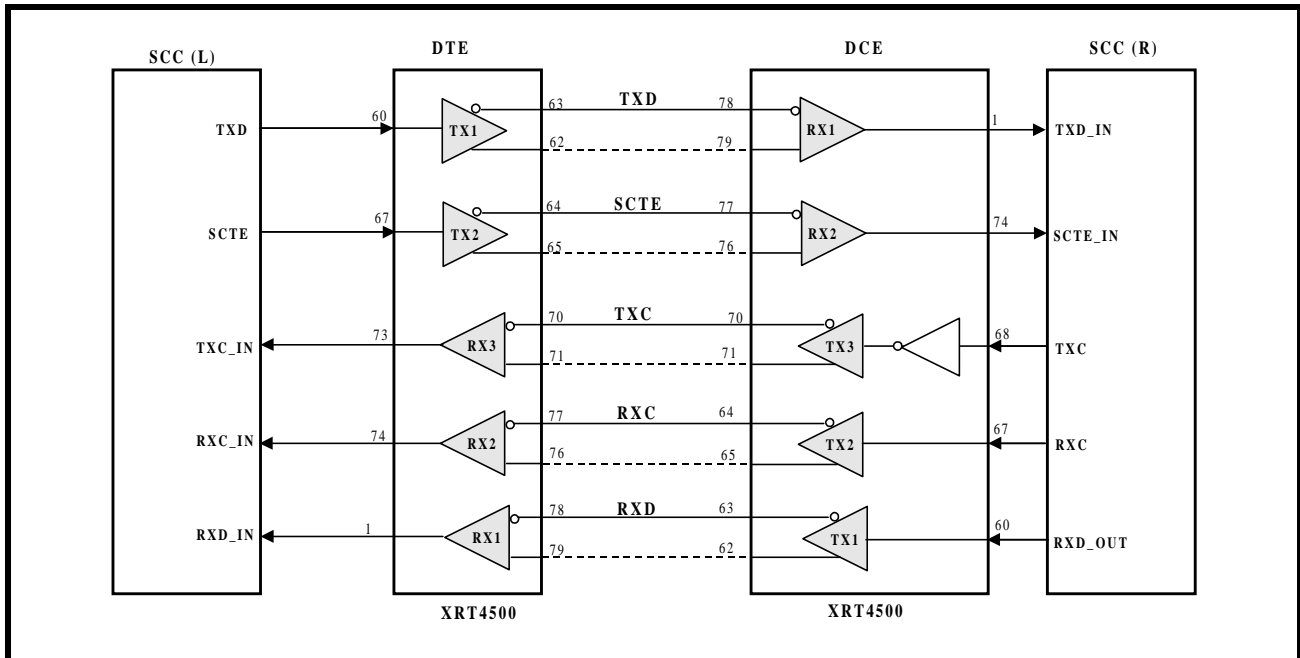 SCC (L) DTE DCE SCC (R)
TXD 60 TX1 63 TXD 78 RX1 1 TXD_IN
62 79
SCTE 67 TX2 64 SCTE 77 RX2 74 SCTE_IN
65 76
TXC_IN 73 RX3 70 TXC 70 TX3 68 TXC
71 71
RXC_IN 74 RX2 77 RXC 64 TX2 67 RXC
76 65
RXD_IN 1 RX1 78 RXD 63 TX1 60 RXD_OUT
79 62
XRT4500 XRT4500